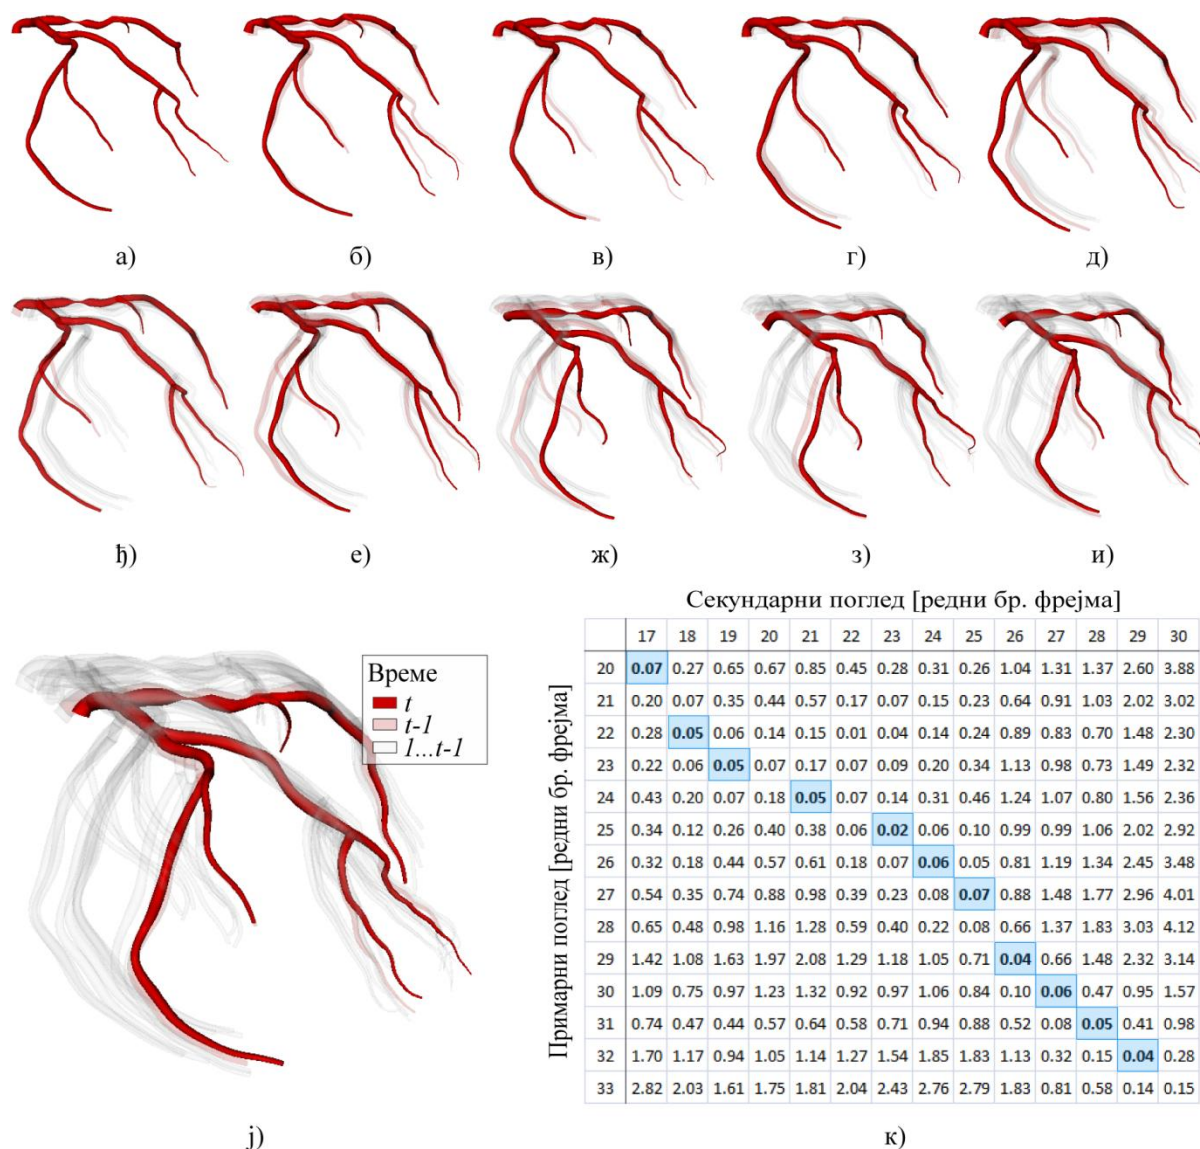 а) б) в) г) д)
ђ) е) ж) з) и)
Време
t
t-1
1...t-1
ј)
Секундарни поглед [редни бр. фрејма]
Примарни поглед [редни бр. фрејма]
17 18 19 20 21 22 23 24 25 26 27 28 29 30
20 0.07 0.27 0.65 0.67 0.85 0.45 0.28 0.31 0.26 1.04 1.31 1.37 2.60 3.88
21 0.20 0.07 0.35 0.44 0.57 0.17 0.07 0.15 0.23 0.64 0.91 1.03 2.02 3.02
22 0.28 0.05 0.06 0.14 0.15 0.01 0.04 0.14 0.24 0.89 0.83 0.70 1.48 2.30
23 0.22 0.06 0.05 0.07 0.17 0.07 0.09 0.20 0.34 1.13 0.98 0.73 1.49 2.32
24 0.43 0.20 0.07 0.18 0.05 0.07 0.14 0.31 0.46 1.24 1.07 0.80 1.56 2.36
25 0.34 0.12 0.26 0.40 0.38 0.06 0.02 0.06 0.10 0.99 0.99 1.06 2.02 2.92
26 0.32 0.18 0.44 0.57 0.61 0.18 0.07 0.06 0.05 0.81 1.19 1.34 2.45 3.48
27 0.54 0.35 0.74 0.88 0.98 0.39 0.23 0.08 0.07 0.88 1.48 1.77 2.96 4.01
28 0.65 0.48 0.98 1.16 1.28 0.59 0.40 0.22 0.08 0.66 1.37 1.83 3.03 4.12
29 1.42 1.08 1.63 1.97 2.08 1.29 1.18 1.05 0.71 0.04 0.66 1.48 2.32 3.14
30 1.09 0.75 0.97 1.23 1.32 0.92 0.97 1.06 0.84 0.10 0.06 0.47 0.95 1.57
31 0.74 0.47 0.44 0.57 0.64 0.58 0.71 0.94 0.88 0.52 0.08 0.05 0.41 0.98
32 1.70 1.17 0.94 1.05 1.14 1.27 1.54 1.85 1.83 1.13 0.32 0.15 0.04 0.28
33 2.82 2.03 1.61 1.75 1.81 2.04 2.43 2.76 2.79 1.83 0.81 0.58 0.14 0.15
к)